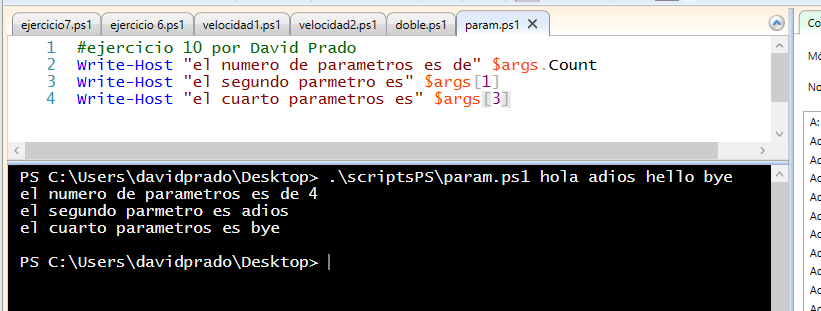 ejercicio7.ps1 ejercicio 6.ps1 velocidad1.ps1 velocidad2.ps1 doble.ps1 param.ps1 X
1 #ejercicio 10 por David Prado
2 Write-Host "el numero de parametros es de" $args.Count
3 Write-Host "el segundo parmetro es" $args[1]
4 Write-Host "el cuarto parametros es" $args[3]
PS C:\Users\davidprado\Desktop> .\scriptsPS\param.ps1 hola adios hello bye
el numero de parametros es de 4
el segundo parmetro es adios
el cuarto parametros es bye
PS C:\Users\davidprado\Desktop>
Co
Mó
No
A:
Ac
Ac
Ac
Ac
Ac
Ac
Ac
Ac
Ac
Ac